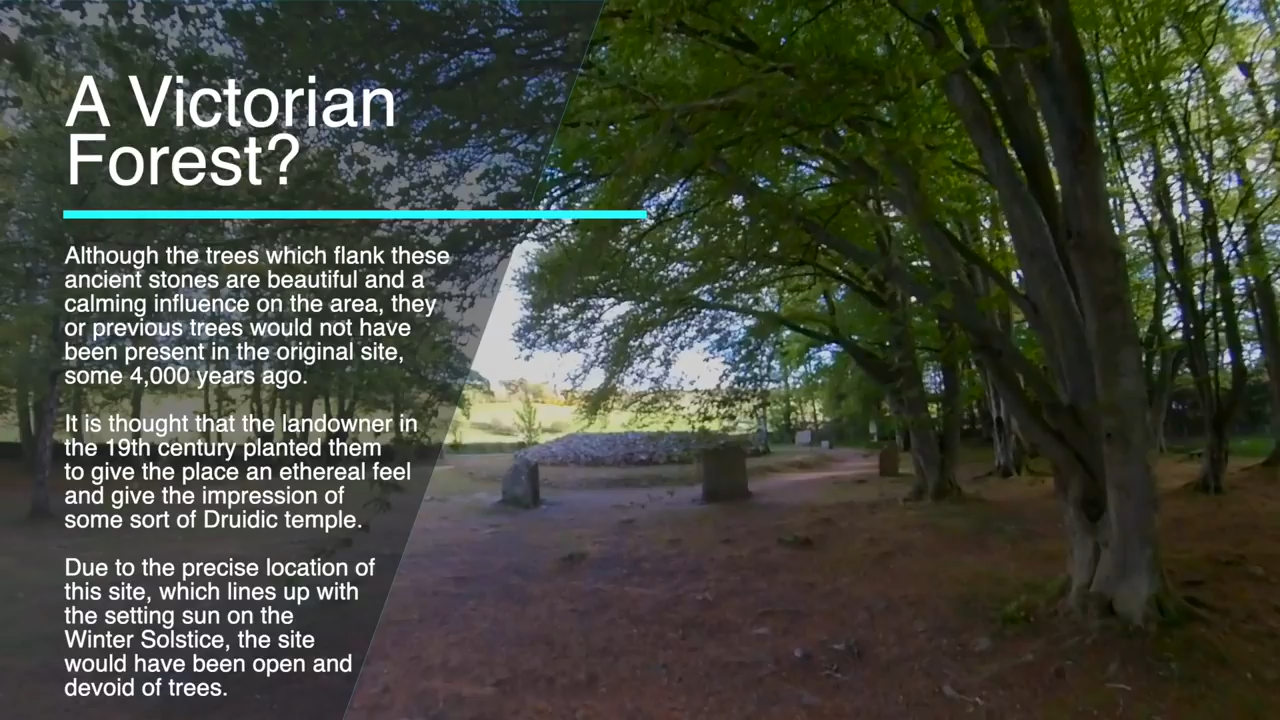 A Victorian
Forest?
Although the trees which flank these
ancient stones are beautiful and a
calming influence on the area, they
or previous trees would not have
been present in the original site,
some 4,000 years ago.
It is thought that the landowner in
the 19th century planted them
to give the place an ethereal feel
and give the impression of
some sort of Druidic temple.
Due to the precise location of
this site, which lines up with
the setting sun on the
Winter Solstice, the site
would have been open and
devoid of trees.